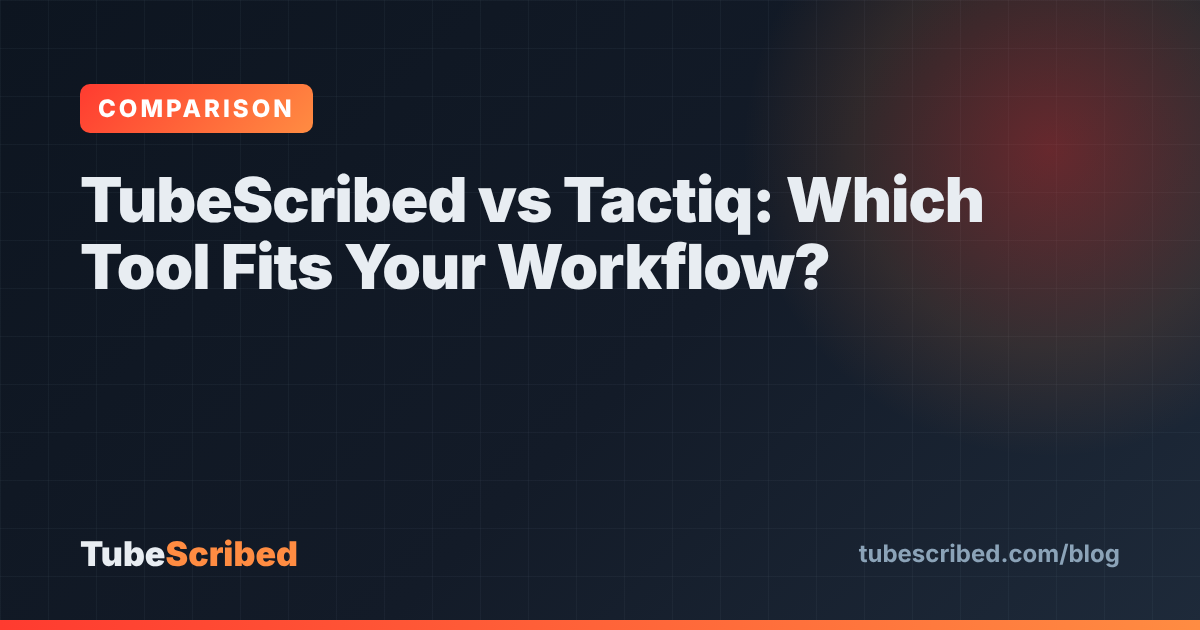 COMPARISON
TubeScribed vs Tactiq: Which
Tool Fits Your Workflow?
TubeScribed
tubescribed.com/blog